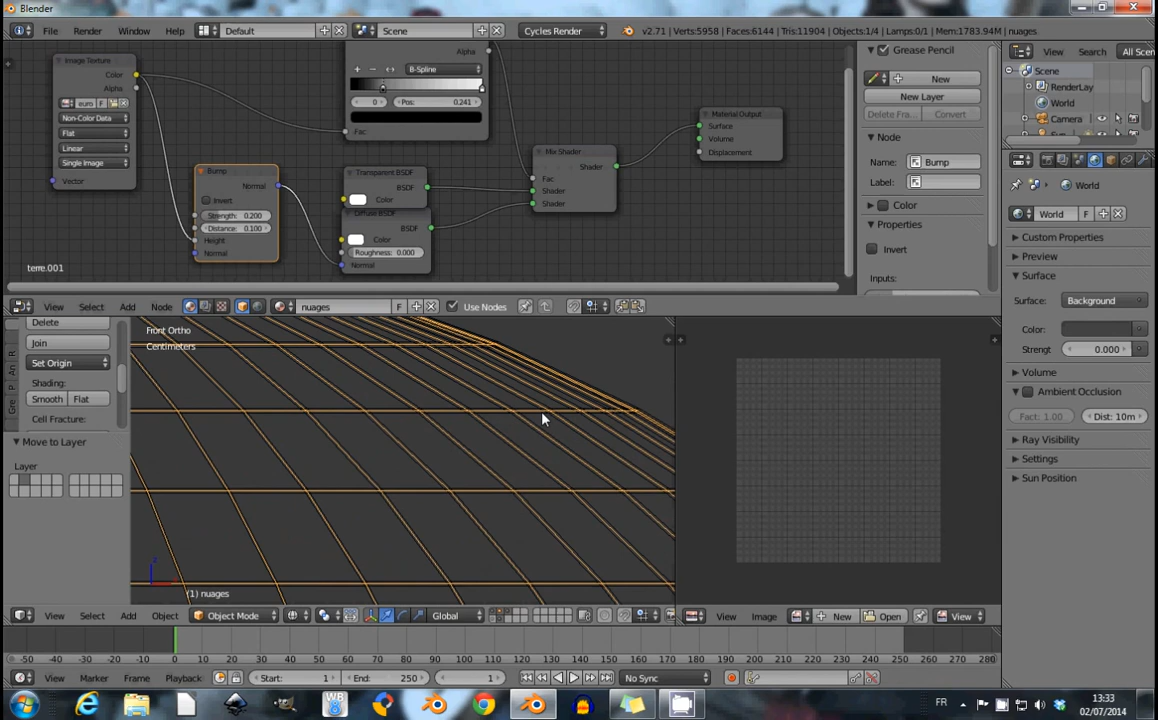 Blender
File Render Window Help Default Scene Cycles Render v2.71 | Verts:5958 | Faces:6144 | Tris:11904 | Objects:1/4 | Lamps:0/1 | Mem:1783.94M | nuages
Image Texture
Color
Alpha
euro F
Non-Color Data
Flat
Linear
Single Image
Vector
Bump
Normal
Invert
Strength: 0.200
Distance: 0.100
Height
Normal
Alpha
B-Spline
0 Pos: 0.241
Fac
Transparent BSDF
BSDF
Color
Diffuse BSDF
BSDF
Color
Roughness: 0.000
Normal
Mix Shader
Shader
Fac
Shader
Shader
Material Output
Surface
Volume
Displacement
terre.001
Grease Pencil
New
New Layer
Delete Fra... Convert
Node
Name: Bump
Label:
Color
Properties
Invert
Inputs:
View Search All Scen
Scene
RenderLay
World
Camera
World
World F
Custom Properties
Preview
Surface
Surface: Background
Color:
Strengt 0.000
Volume
Ambient Occlusion
Fact: 1.00 Dist: 10m
Ray Visibility
Settings
Sun Position
View Select Add Node nuages F Use Nodes
Delete
Join
Set Origin
Shading:
Smooth Flat
Cell Fracture:
Move to Layer
Layer
Front Ortho
Centimeters
(1) nuages
View Select Add Object Object Mode Global
View Image New Open View
-50 -40 -30 -20 -10 0 10 20 30 40 50 60 70 80 90 100 110 120 130 140 150 160 170 180 190 200 210 220 230 240 250 260 270 280
View Marker Frame Playback Start: 1 End: 250 1 No Sync
FR 13:33
02/07/2014